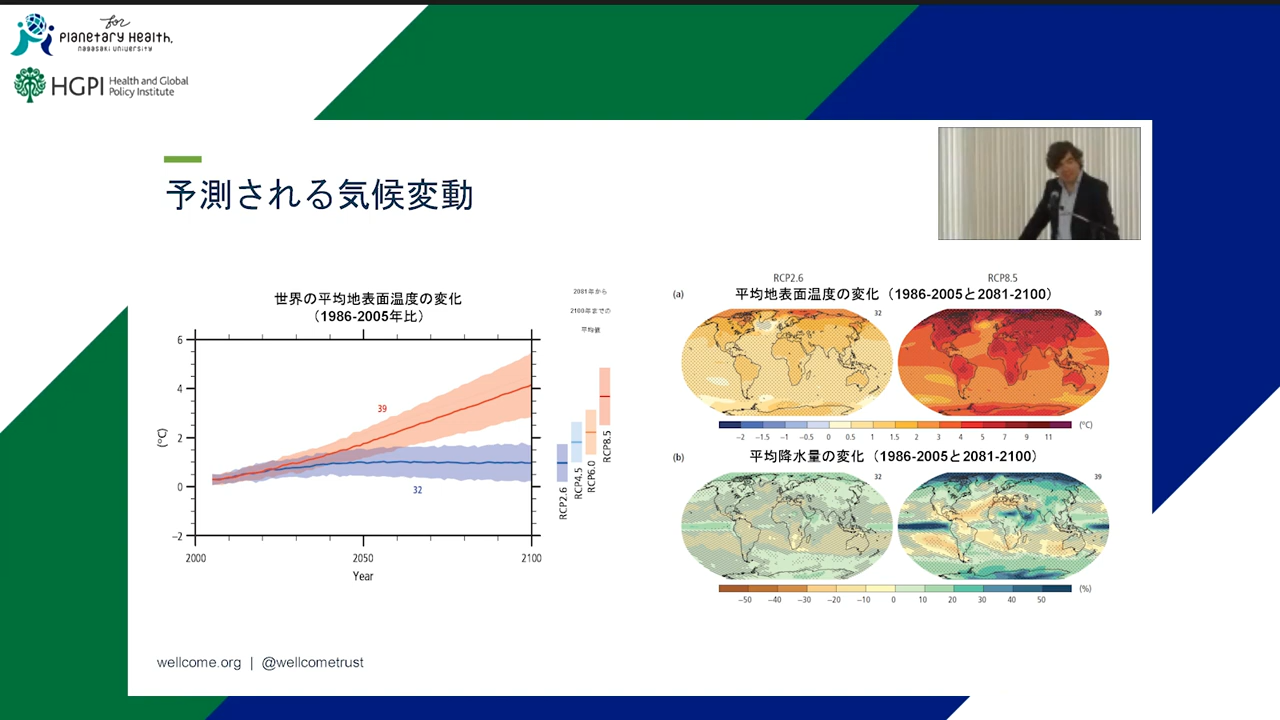 for
PLaneTary HealTH,
nagasaki university
HGPI
Health and Global
Policy Institute
予測される気候変動
世界の平均地表面温度の変化
（1986-2005年比）
2081年から
2100年までの
平均値
6
4
2
0
−2
(°C)
39
32
2000
2050
2100
Year
RCP2.6
RCP4.5
RCP6.0
RCP8.5
RCP2.6
RCP8.5
(a)
平均地表面温度の変化（1986-2005と2081-2100）
32
39
−2 −1.5 −1 −0.5 0 0.5 1 1.5 2 3 4 5 7 9 11
(°C)
(b)
平均降水量の変化（1986-2005と2081-2100）
32
39
−50 −40 −30 −20 −10 0 10 20 30 40 50
(%)
wellcome.org | @wellcometrust